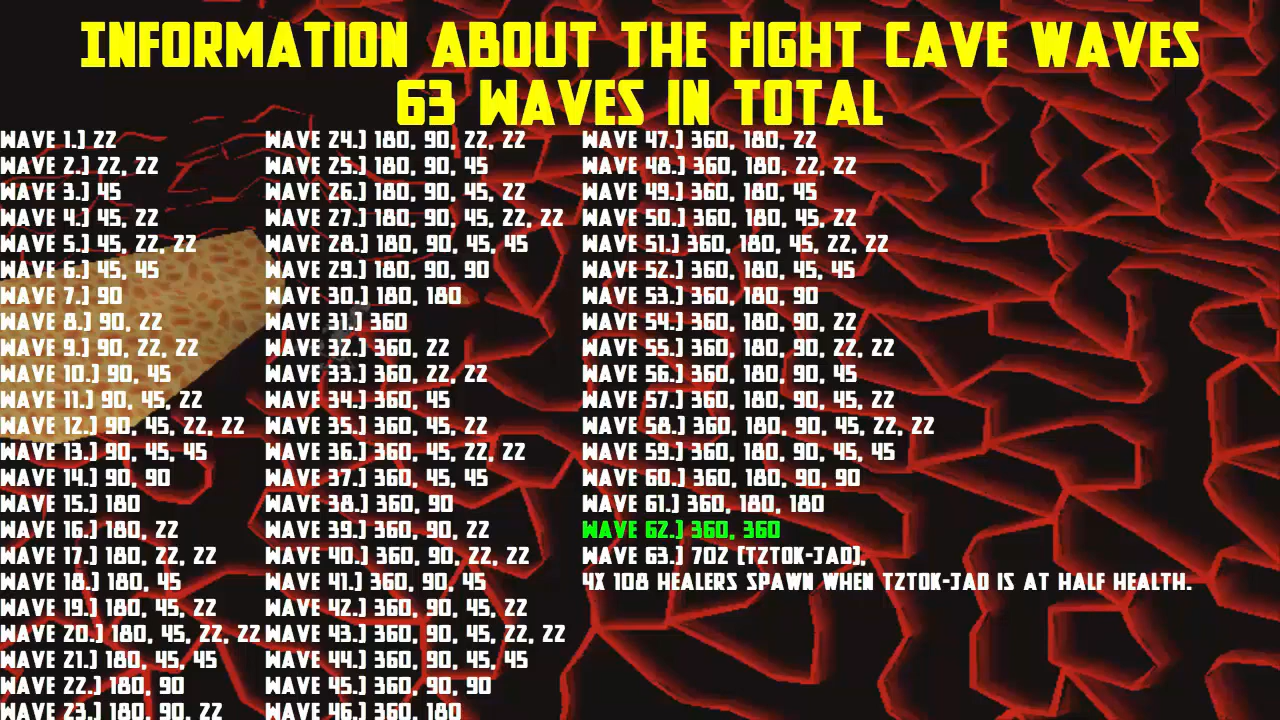 INFORMATION ABOUT THE FIGHT CAVE WAVES
63 WAVES IN TOTAL
WAVE 1.] 22
WAVE 2.] 22, 22
WAVE 3.] 45
WAVE 4.] 45, 22
WAVE 5.] 45, 22, 22
WAVE 6.] 45, 45
WAVE 7.] 90
WAVE 8.] 90, 22
WAVE 9.] 90, 22, 22
WAVE 10.] 90, 45
WAVE 11.] 90, 45, 22
WAVE 12.] 90, 45, 22, 22
WAVE 13.] 90, 45, 45
WAVE 14.] 90, 90
WAVE 15.] 180
WAVE 16.] 180, 22
WAVE 17.] 180, 22, 22
WAVE 18.] 180, 45
WAVE 19.] 180, 45, 22
WAVE 20.] 180, 45, 22, 22
WAVE 21.] 180, 45, 45
WAVE 22.] 180, 90
WAVE 23.] 180, 90, 22
WAVE 24.] 180, 90, 22, 22
WAVE 25.] 180, 90, 45
WAVE 26.] 180, 90, 45, 22
WAVE 27.] 180, 90, 45, 22, 22
WAVE 28.] 180, 90, 45, 45
WAVE 29.] 180, 90, 90
WAVE 30.] 180, 180
WAVE 31.] 360
WAVE 32.] 360, 22
WAVE 33.] 360, 22, 22
WAVE 34.] 360, 45
WAVE 35.] 360, 45, 22
WAVE 36.] 360, 45, 22, 22
WAVE 37.] 360, 45, 45
WAVE 38.] 360, 90
WAVE 39.] 360, 90, 22
WAVE 40.] 360, 90, 22, 22
WAVE 41.] 360, 90, 45
WAVE 42.] 360, 90, 45, 22
WAVE 43.] 360, 90, 45, 22, 22
WAVE 44.] 360, 90, 45, 45
WAVE 45.] 360, 90, 90
WAVE 46.] 360, 180
WAVE 47.] 360, 180, 22
WAVE 48.] 360, 180, 22, 22
WAVE 49.] 360, 180, 45
WAVE 50.] 360, 180, 45, 22
WAVE 51.] 360, 180, 45, 22, 22
WAVE 52.] 360, 180, 45, 45
WAVE 53.] 360, 180, 90
WAVE 54.] 360, 180, 90, 22
WAVE 55.] 360, 180, 90, 22, 22
WAVE 56.] 360, 180, 90, 45
WAVE 57.] 360, 180, 90, 45, 22
WAVE 58.] 360, 180, 90, 45, 22, 22
WAVE 59.] 360, 180, 90, 45, 45
WAVE 60.] 360, 180, 90, 90
WAVE 61.] 360, 180, 180
WAVE 62.] 360, 360
WAVE 63.] 702 [TZTOK-JAD],
4X 108 HEALERS SPAWN WHEN TZTOK-JAD IS AT HALF HEALTH.